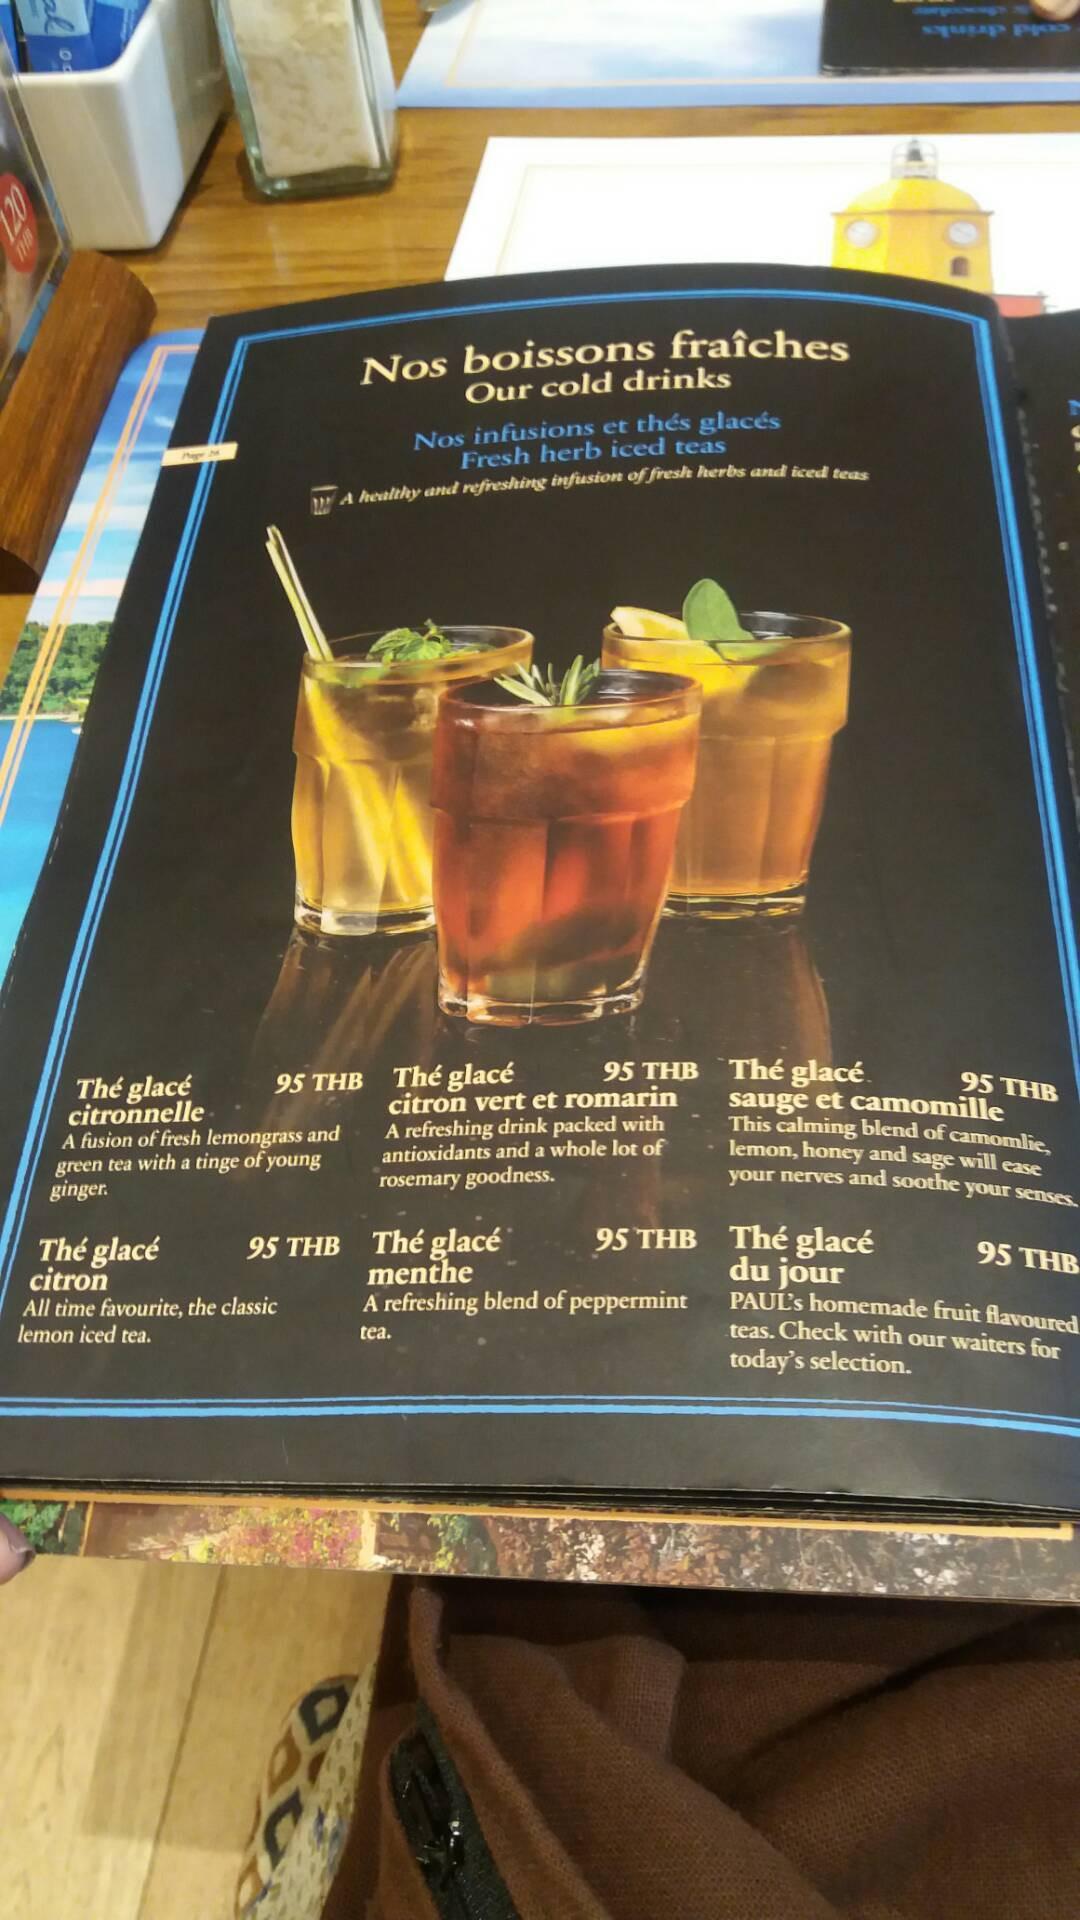 120
THB
Nos boissons fraîches
Our cold drinks
Nos infusions et thés glacés
Fresh herb iced teas
Page 26
A healthy and refreshing infusion of fresh herbs and iced teas
Thé glacé 95 THB
citronnelle
A fusion of fresh lemongrass and
green tea with a tinge of young
ginger.
Thé glacé 95 THB
citron vert et romarin
A refreshing drink packed with
antioxidants and a whole lot of
rosemary goodness.
Thé glacé 95 THB
sauge et camomille
This calming blend of camomlie,
lemon, honey and sage will ease
your nerves and soothe your senses.
Thé glacé 95 THB
citron
All time favourite, the classic
lemon iced tea.
Thé glacé 95 THB
menthe
A refreshing blend of peppermint
tea.
Thé glacé 95 THB
du jour
PAUL's homemade fruit flavoured
teas. Check with our waiters for
today's selection.